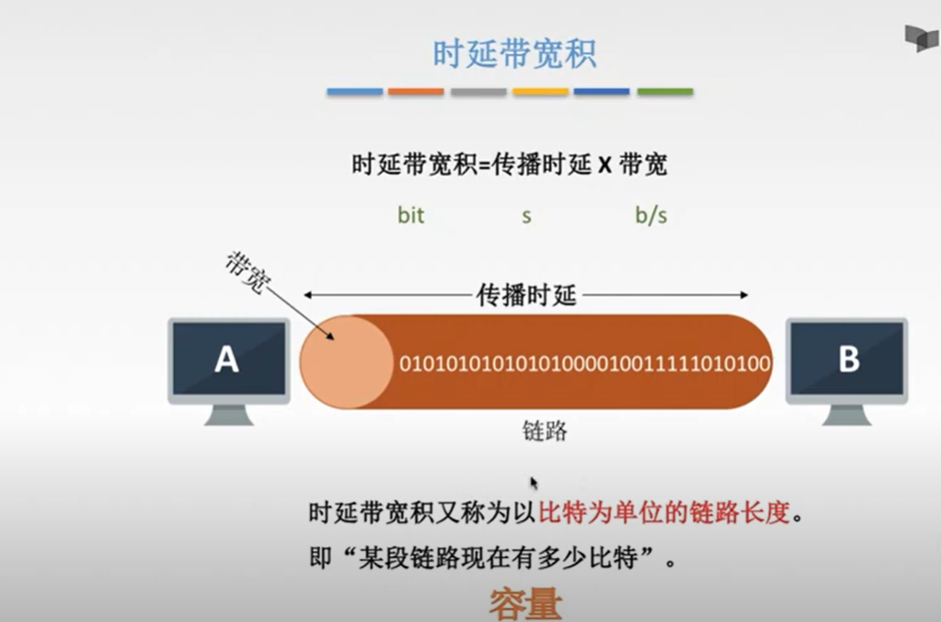 时延带宽积
时延带宽积=传播时延 X 带宽
bit s b/s
带宽
传播时延
A
010101010101010000100111110101​00
B
链路
时延带宽积又称为以比特为单位的链路长度。
即“某段链路现在有多少比特”。
容量